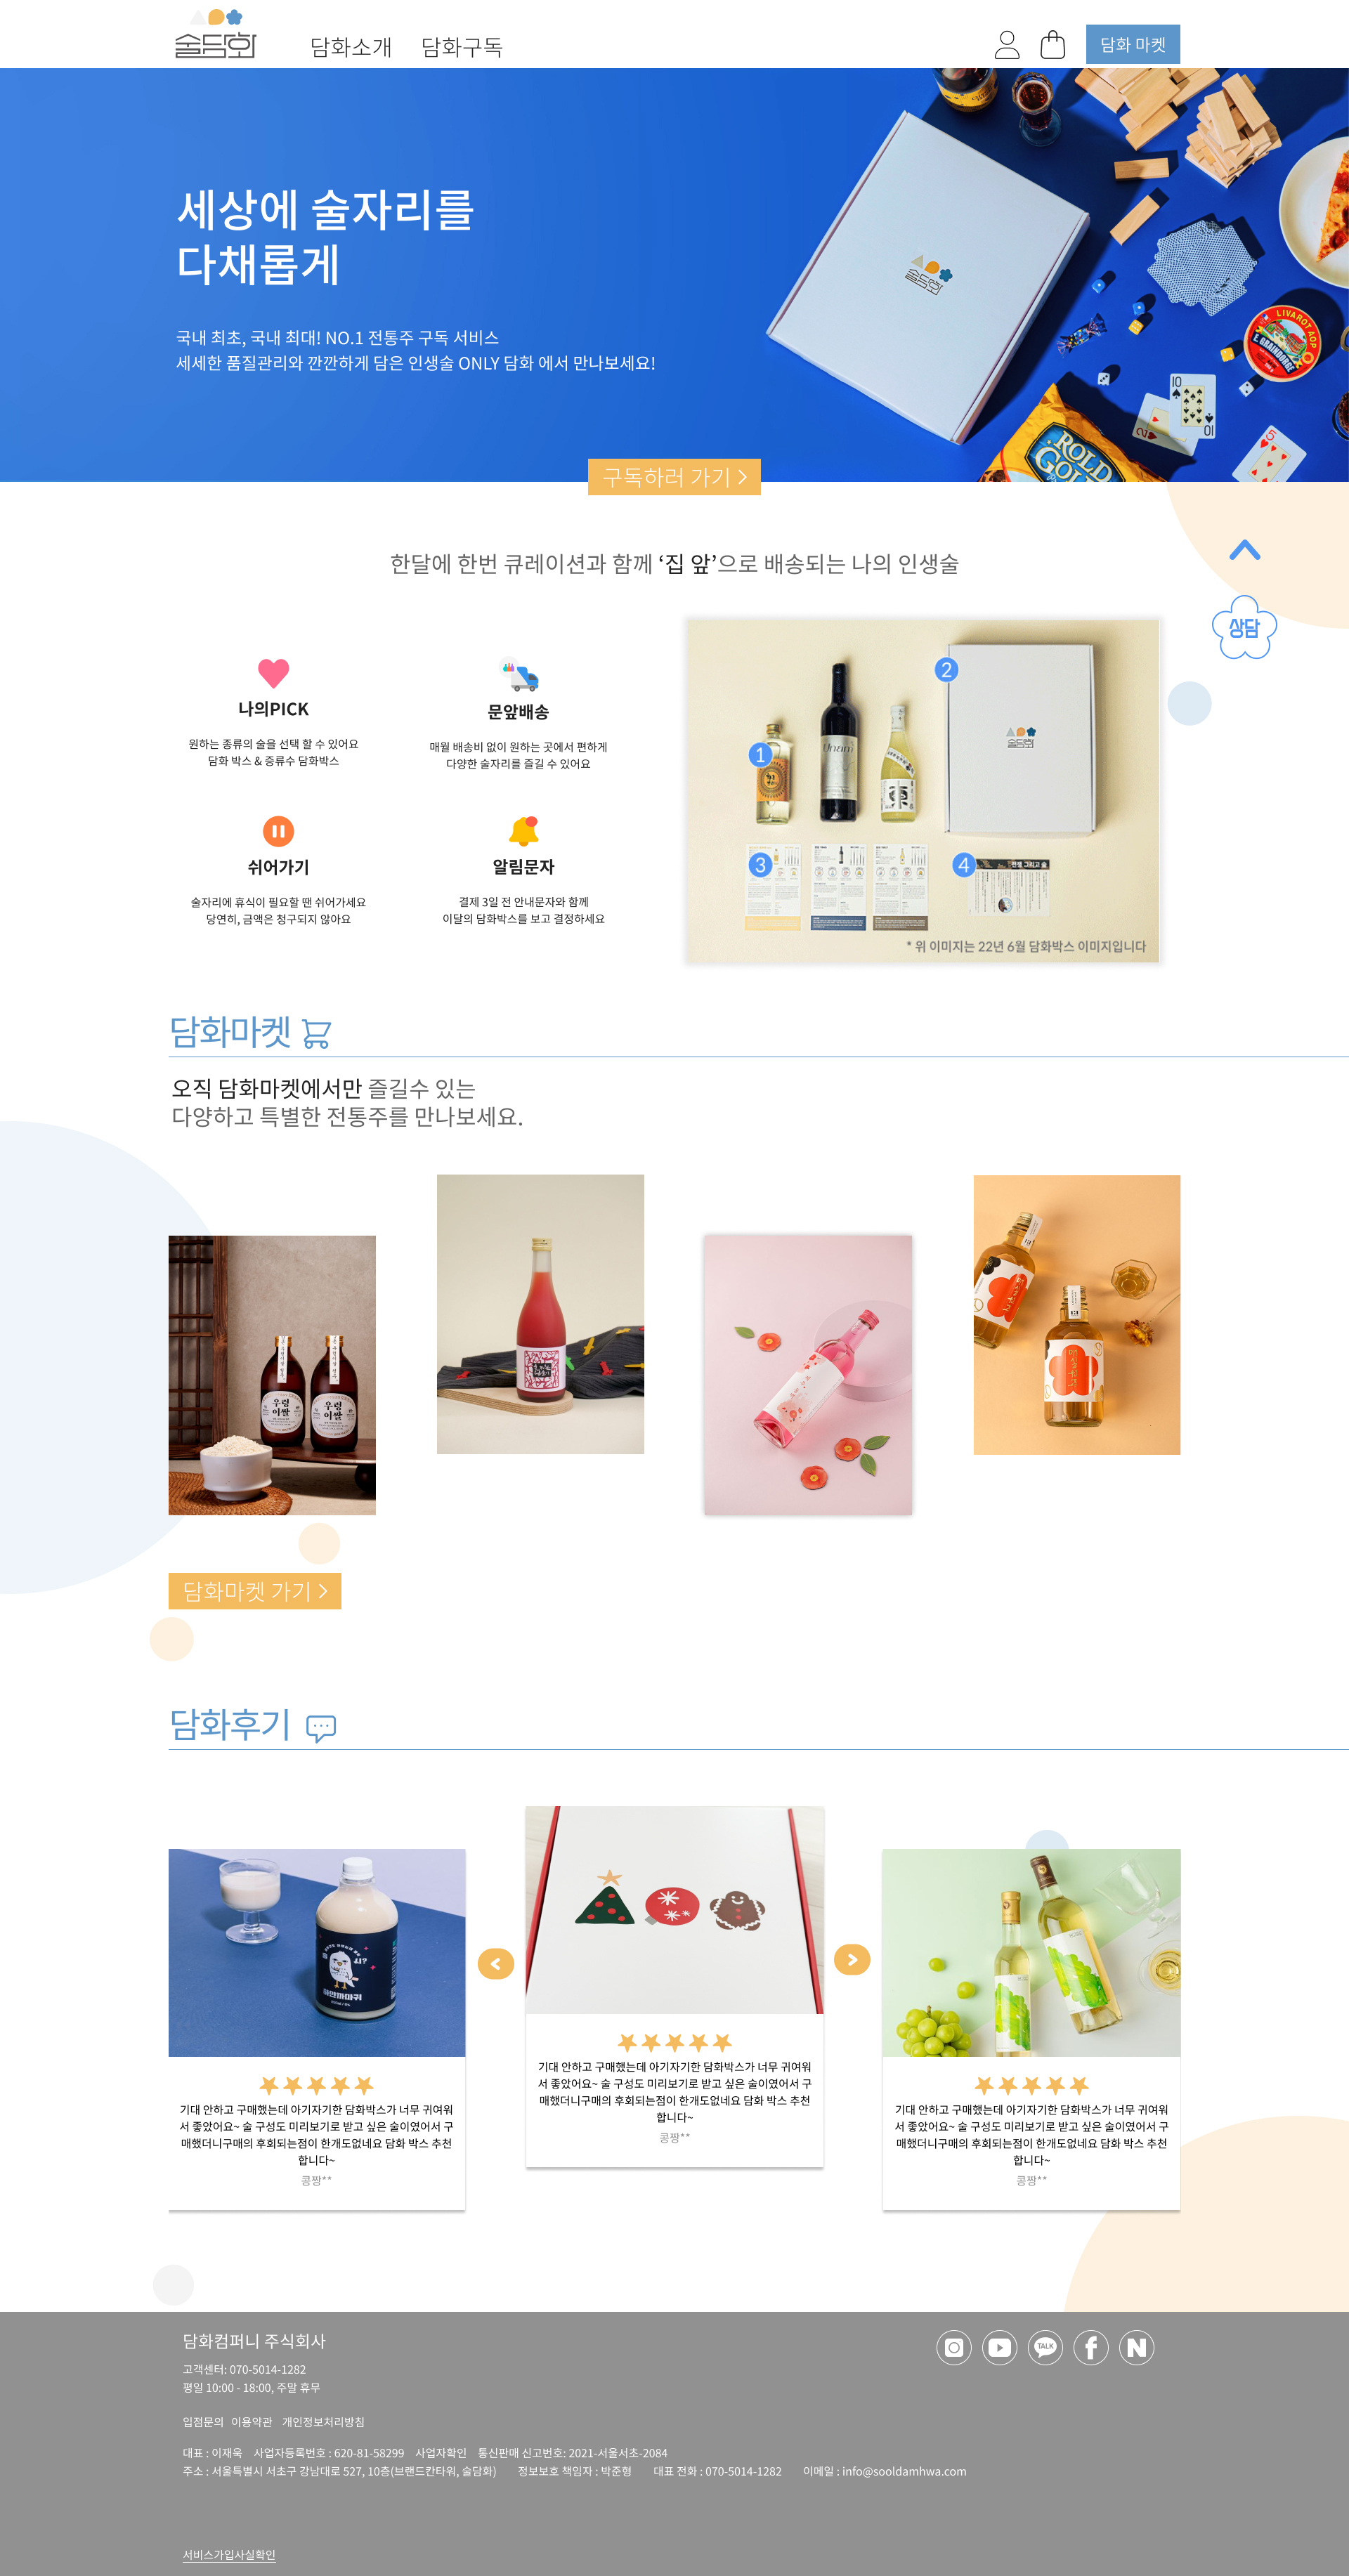 술담화
담화소개
담화구독
담화 마켓
세상에 술자리를
다채롭게
국내 최초, 국내 최대! NO.1 전통주 구독 서비스
세세한 품질관리와 깐깐하게 담은 인생술 ONLY 담화 에서 만나보세요!
LIVAROT AOP
E. GRAINDORGE
10
10
2
5
ROLD
GOLD
구독하러 가기 >
한달에 한번 큐레이션과 함께 ‘집 앞’으로 배송되는 나의 인생술
상담
나의PICK
원하는 종류의 술을 선택 할 수 있어요
담화 박스 & 증류수 담화박스
문앞배송
매월 배송비 없이 원하는 곳에서 편하게
다양한 술자리를 즐길 수 있어요
쉬어가기
술자리에 휴식이 필요할 땐 쉬어가세요
당연히, 금액은 청구되지 않아요
알림문자
결제 3일 전 안내문자와 함께
이달의 담화박스를 보고 결정하세요
1
2
3
4
술담화
* 위 이미지는 22년 6월 담화박스 이미지입니다
담화마켓
오직 담화마켓에서만 즐길수 있는
다양하고 특별한 전통주를 만나보세요.
우렁
이쌀
우렁
이쌀
담화마켓 가기 >
담화후기
하얀까마귀
기대 안하고 구매했는데 아기자기한 담화박스가 너무 귀여워
서 좋았어요~ 술 구성도 미리보기로 받고 싶은 술이였어서 구
매했더니구매의 후회되는점이 한개도없네요 담화 박스 추천
합니다~
콩짱**
기대 안하고 구매했는데 아기자기한 담화박스가 너무 귀여워
서 좋았어요~ 술 구성도 미리보기로 받고 싶은 술이였어서 구
매했더니구매의 후회되는점이 한개도없네요 담화 박스 추천
합니다~
콩짱**
기대 안하고 구매했는데 아기자기한 담화박스가 너무 귀여워
서 좋았어요~ 술 구성도 미리보기로 받고 싶은 술이였어서 구
매했더니구매의 후회되는점이 한개도없네요 담화 박스 추천
합니다~
콩짱**
담화컴퍼니 주식회사
TALK
고객센터: 070-5014-1282
평일 10:00 - 18:00, 주말 휴무
입점문의 이용약관 개인정보처리방침
대표 : 이재욱 사업자등록번호 : 620-81-58299 사업자확인 통신판매 신고번호: 2021-서울서초-2084
주소 : 서울특별시 서초구 강남대로 527, 10층(브랜드칸타워, 술담화) 정보보호 책임자 : 박준형 대표 전화 : 070-5014-1282 이메일 : info@sooldamhwa.com
서비스가입사실확인